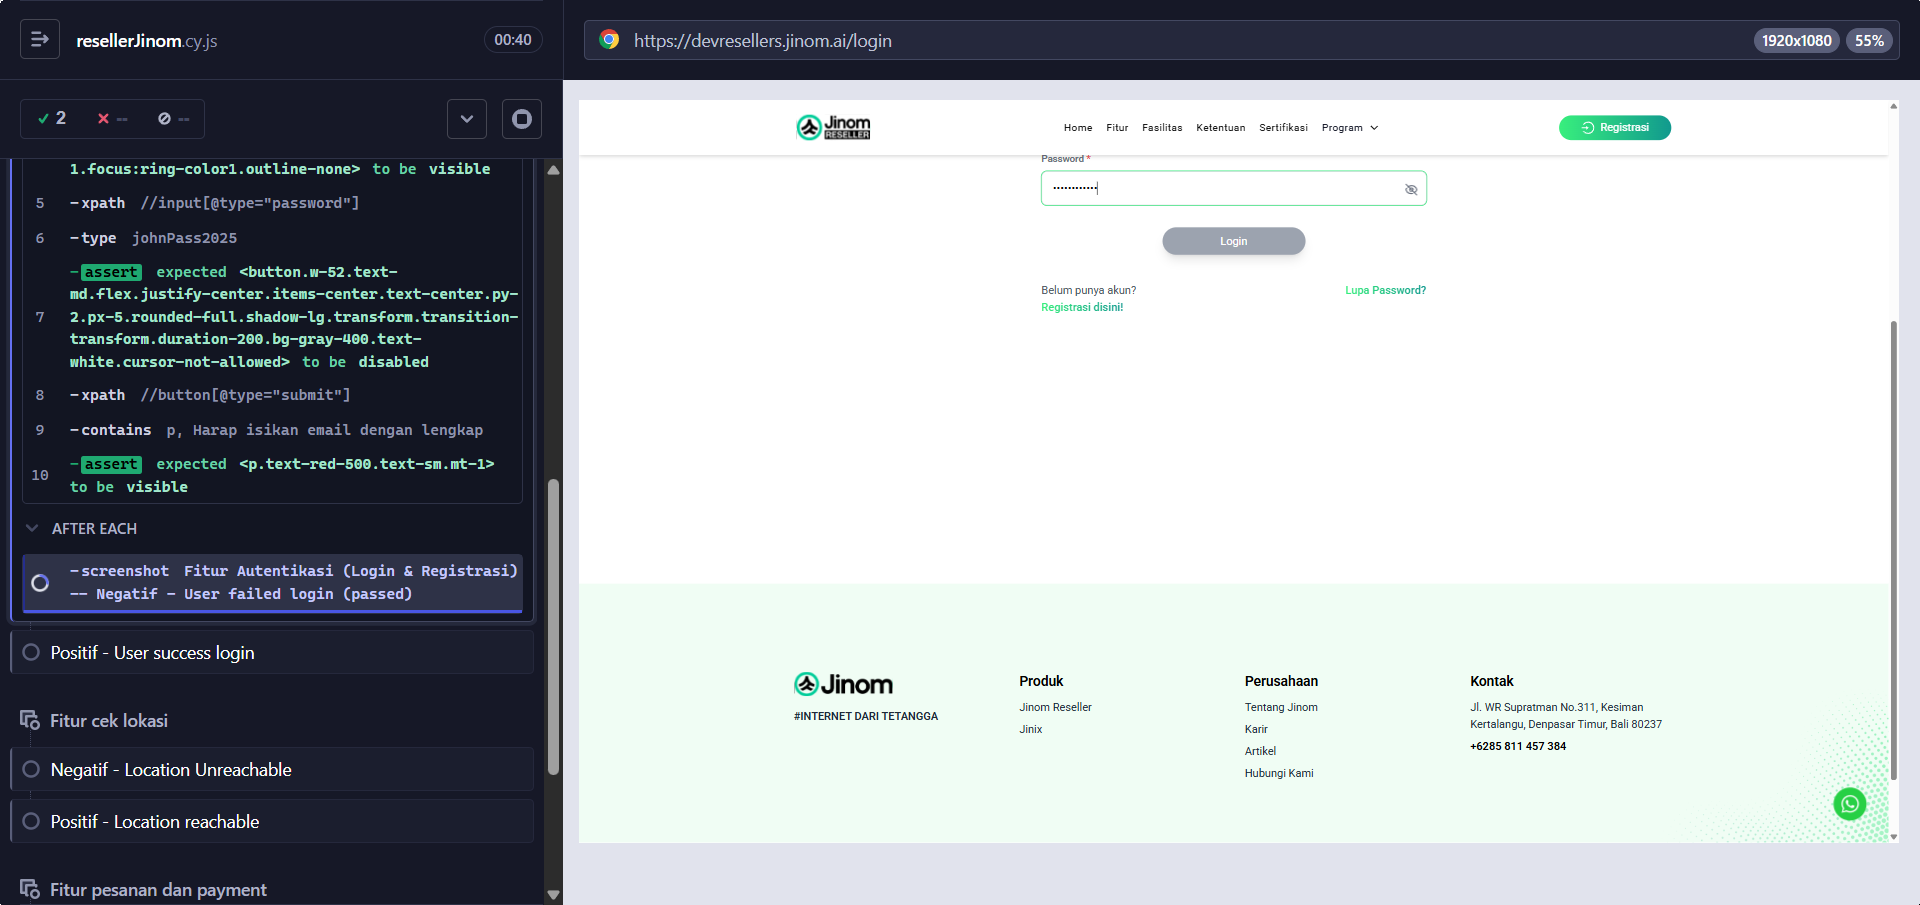 resellerJinom.cy.js
00:40
2
--
--
1.focus:ring-color1.outline-none> to be visible
5 -xpath //input[@type="password"]
6 -type johnPass2025
-assert expected <button.w-52.text-
md.flex.justify-center.items-center.text-center.py-
7 2.px-5.rounded-full.shadow-lg.transform.transition-
transform.duration-200.bg-gray-400.text-
white.cursor-not-allowed> to be disabled
8 -xpath //button[@type="submit"]
9 -contains p, Harap isikan email dengan lengkap
-assert expected <p.text-red-500.text-sm.mt-1>
10 to be visible
AFTER EACH
-screenshot Fitur Autentikasi (Login & Registrasi)
-- Negatif - User failed login (passed)
Positif - User success login
Fitur cek lokasi
Negatif - Location Unreachable
Positif - Location reachable
Fitur pesanan dan payment
https://devresellers.jinom.ai/login
1920x1080
55%
Jinom
RESELLER
Home Fitur Fasilitas Ketentuan Sertifikasi Program
Registrasi
Password *
••••••••••••
Login
Belum punya akun?
Registrasi disini!
Lupa Password?
Jinom
#INTERNET DARI TETANGGA
Produk
Jinom Reseller
Jinix
Perusahaan
Tentang Jinom
Karir
Artikel
Hubungi Kami
Kontak
Jl. WR Supratman No.311, Kesiman
Kertalangu, Denpasar Timur, Bali 80237
+6285 811 457 384